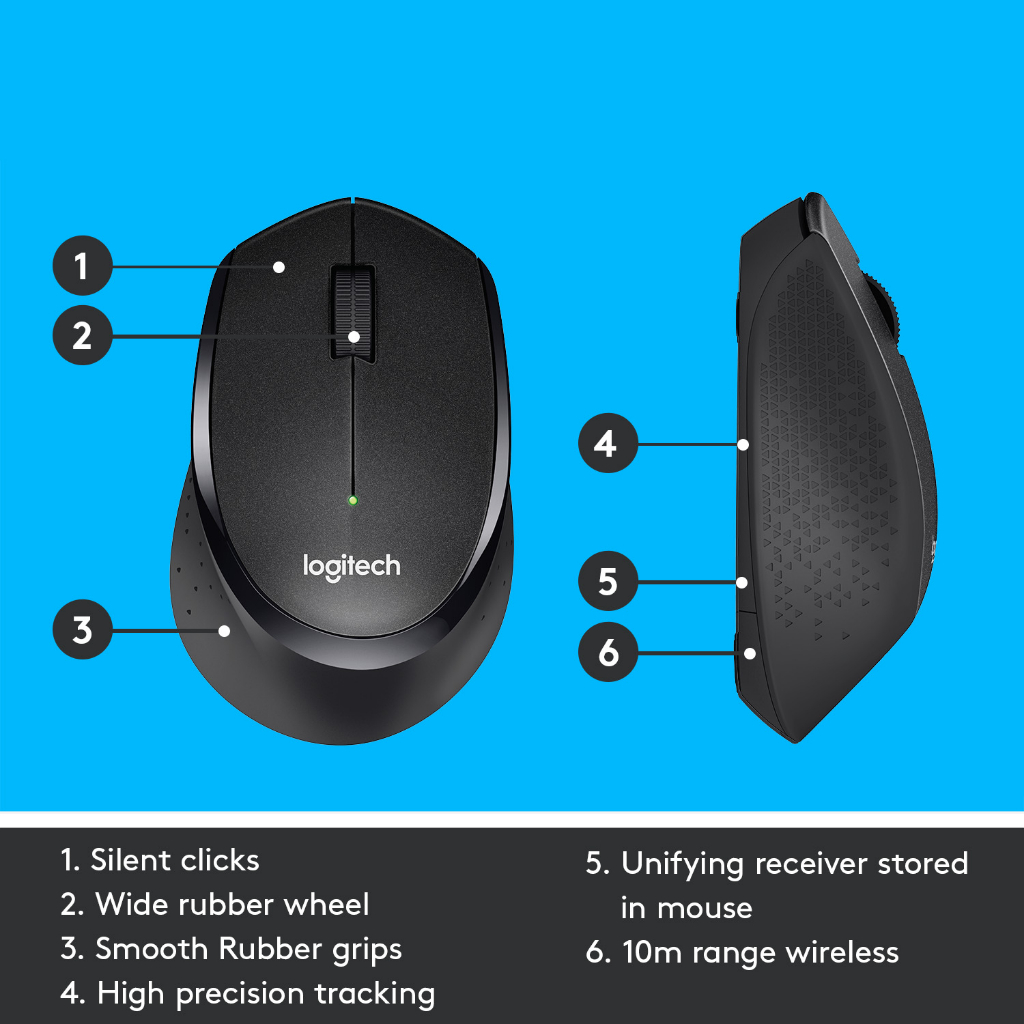 1
2
3
logitech
4
5
6
1. Silent clicks
2. Wide rubber wheel
3. Smooth Rubber grips
4. High precision tracking
5. Unifying receiver stored
in mouse
6. 10m range wireless